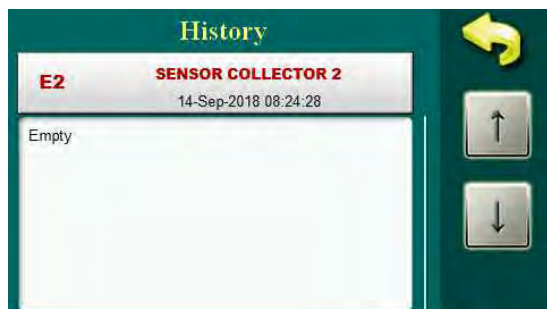 History
E2
SENSOR COLLECTOR 2
14-Sep-2018 08:24:28
Empty
↑
↓